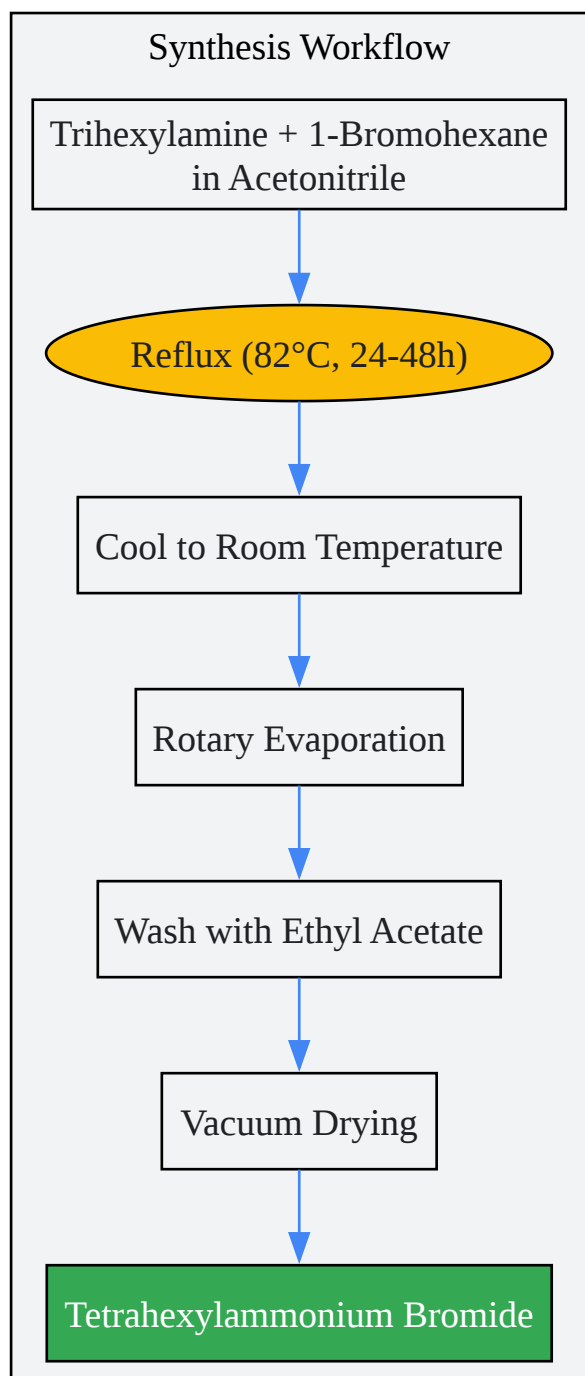 Synthesis Workflow
Trihexylamine + 1-Bromohexane
in Acetonitrile
Reflux (82°C, 24-48h)
Cool to Room Temperature
Rotary Evaporation
Wash with Ethyl Acetate
Vacuum Drying
Tetrahexylammonium Bromide